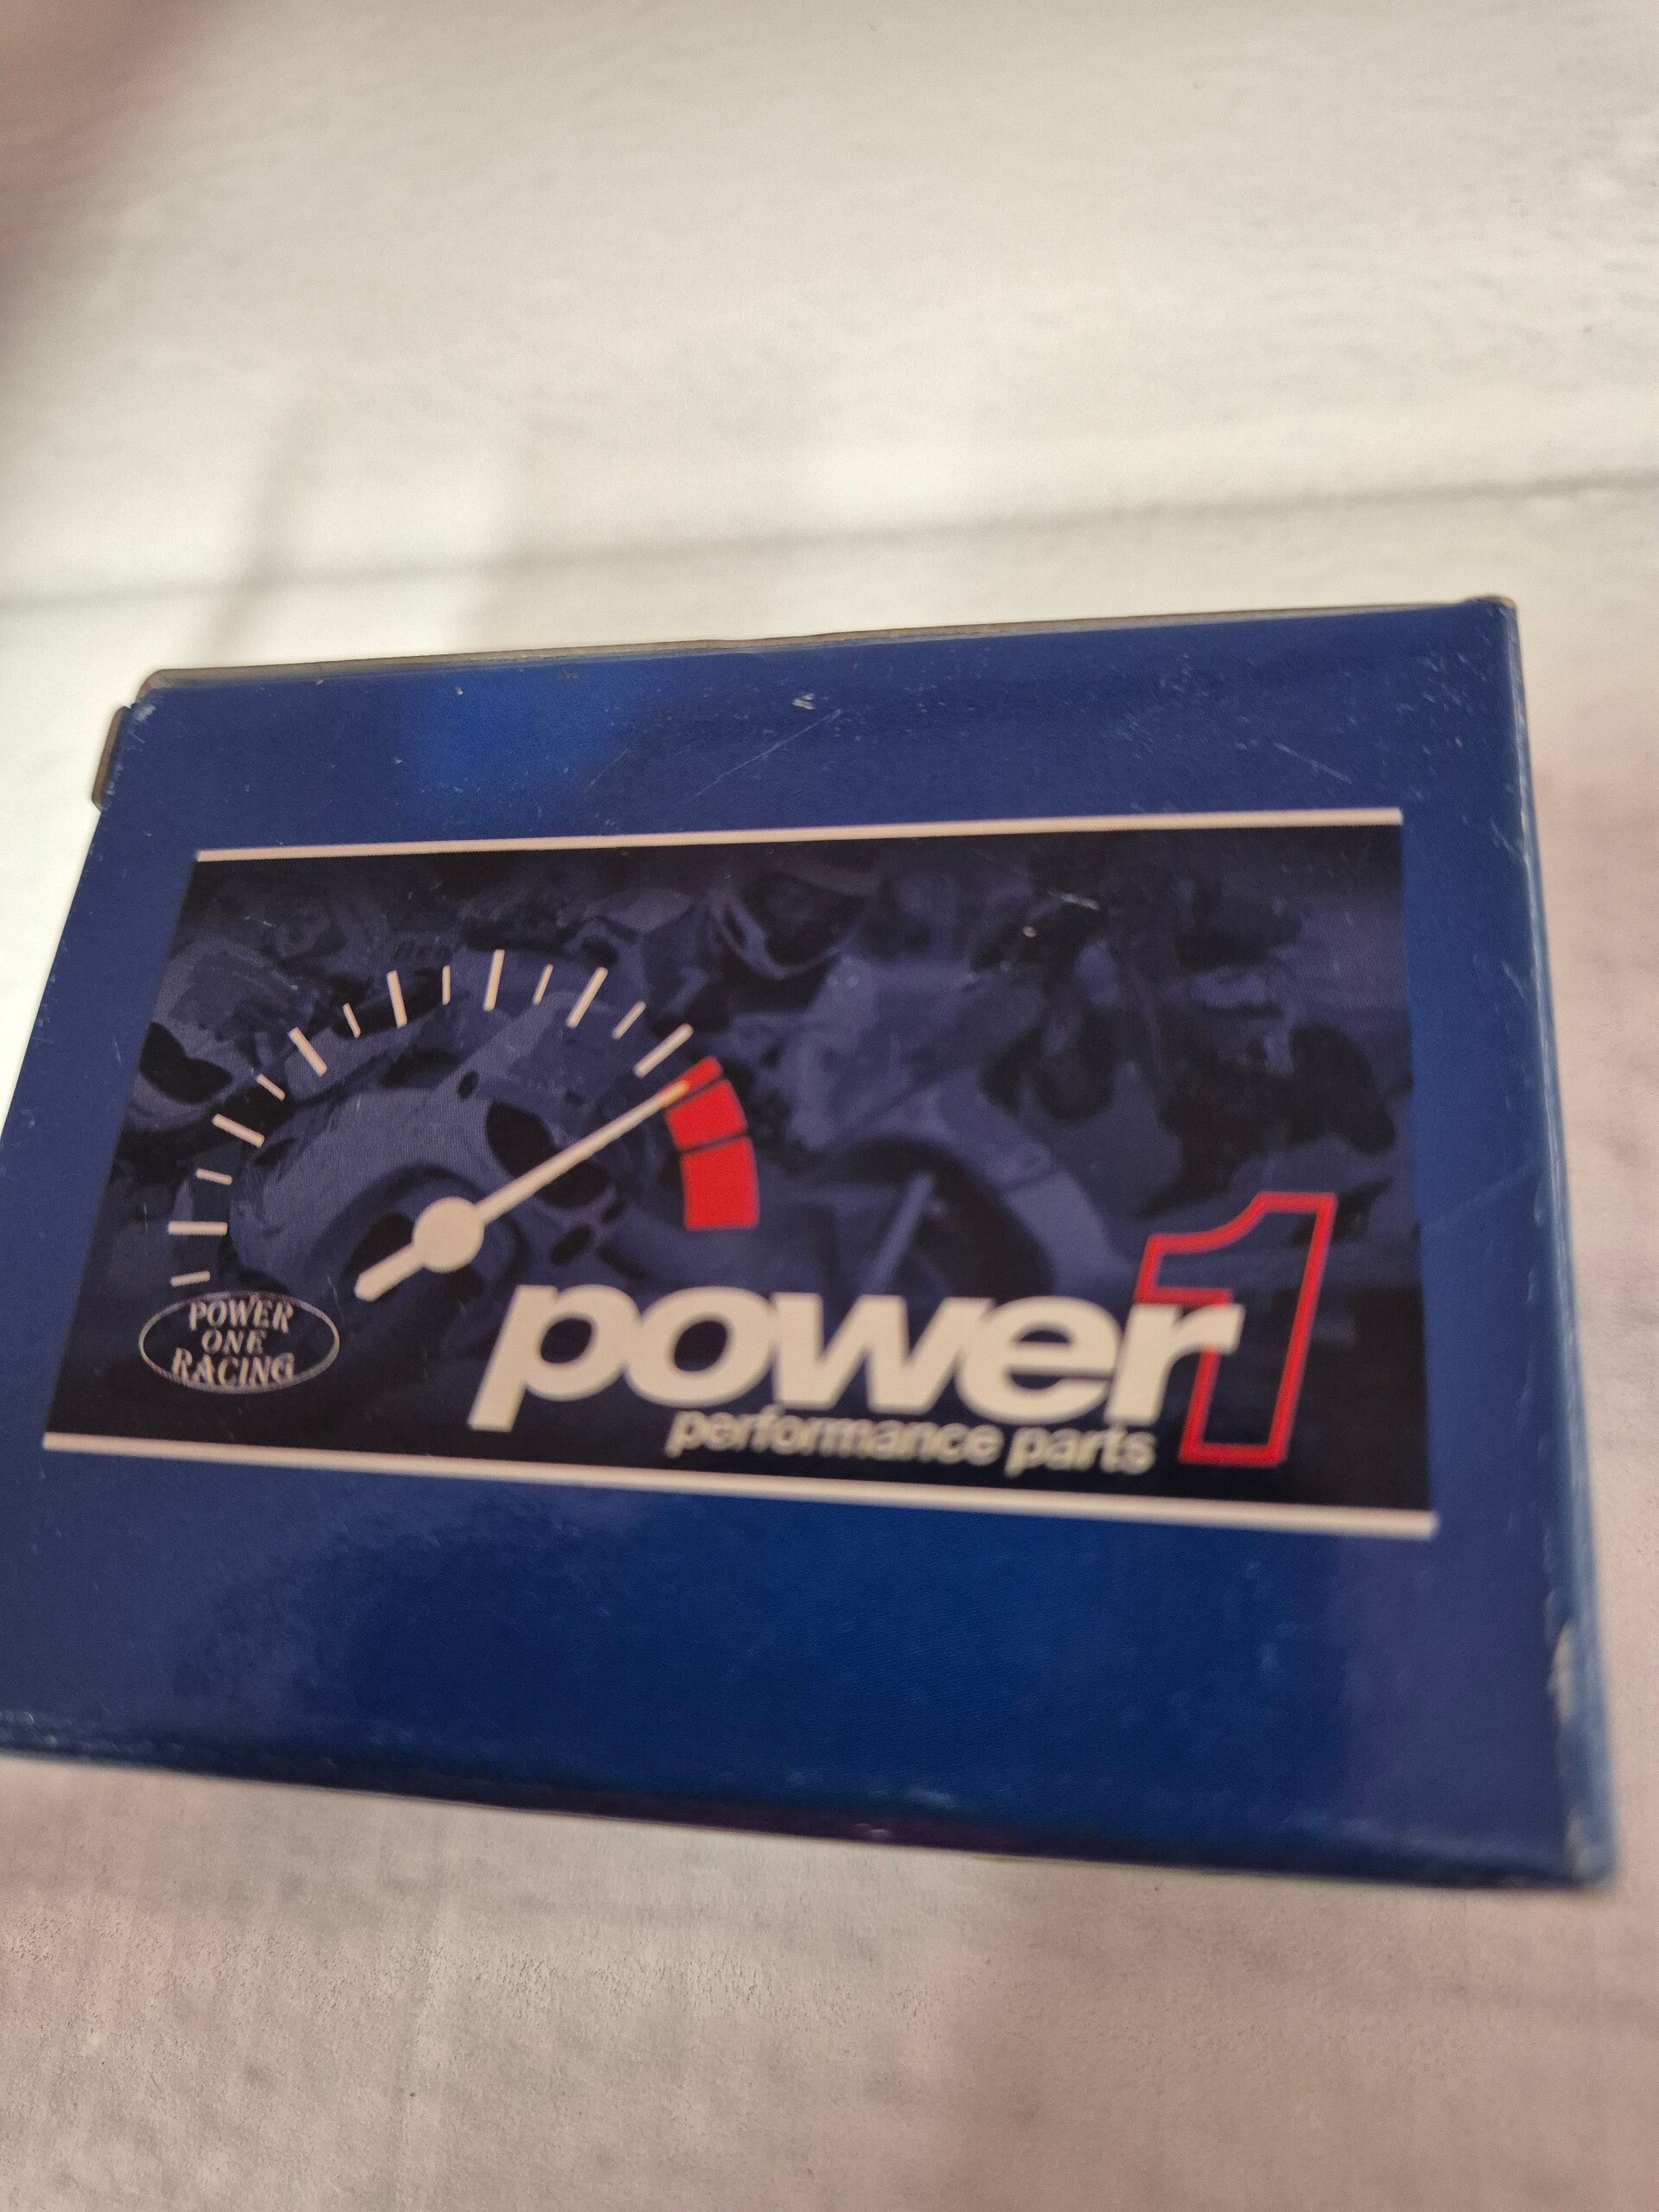 POWER
ONE
RACING
power1
performance parts